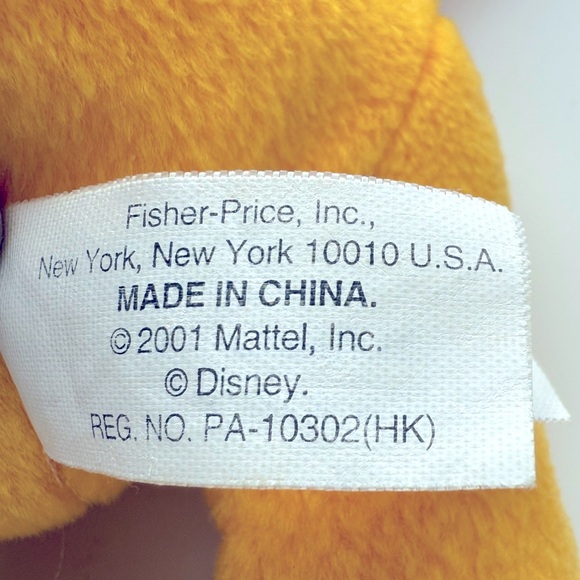 Fisher-Price, Inc.,
New York, New York 10010 U.S.A.
MADE IN CHINA.
©2001 Mattel, Inc.
©Disney.
REG. NO. PA-10302(HK)